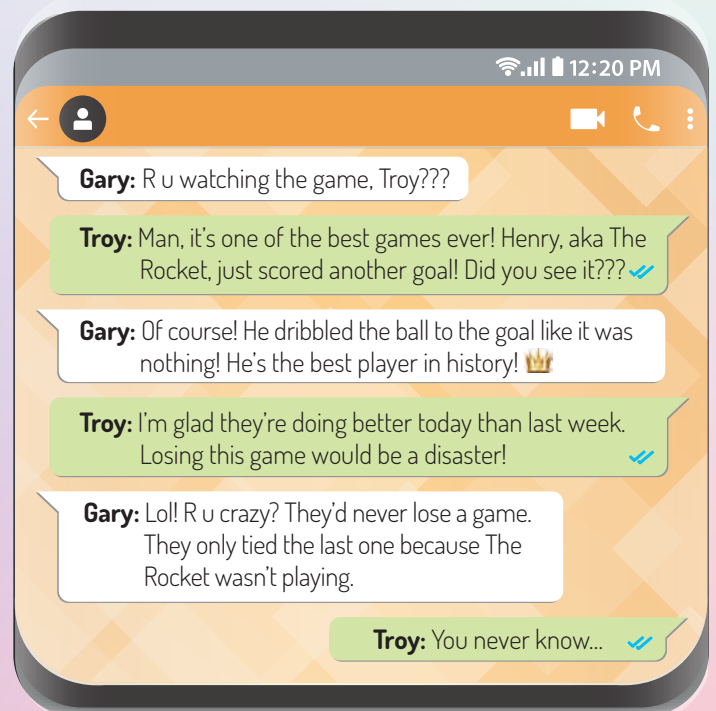 12:20 PM
Gary: R u watching the game, Troy???
Troy: Man, it's one of the best games ever! Henry, aka The
Rocket, just scored another goal! Did you see it???
Gary: Of course! He dribbled the ball to the goal like it was
nothing! He's the best player in history! 👑
Troy: I'm glad they're doing better today than last week.
Losing this game would be a disaster!
Gary: Lol! R u crazy? They'd never lose a game.
They only tied the last one because The
Rocket wasn't playing.
Troy: You never know...